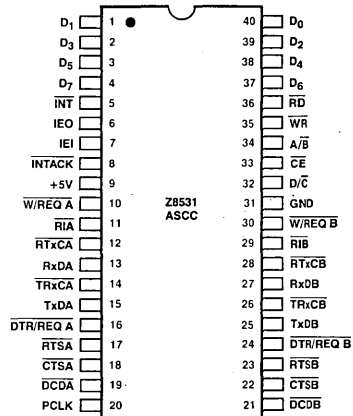 D1 1 40 D0
D3 2 39 D2
D5 3 38 D4
D7 4 37 D6
INT 5 36 RD
IEO 6 35 WR
IEI 7 34 A/B
INTACK 8 33 CE
+5V 9 32 D/C
W/REQ A 10 31 GND
Z8531
ASCC
RIA 11 30 W/REQ B
RTxCA 12 29 RIB
RxDA 13 28 RTxCB
TRxCA 14 27 RxDB
TxDA 15 26 TRxCB
DTR/REQ A 16 25 TxDB
RTSA 17 24 DTR/REQ B
CTSA 18 23 RTSB
DCDA 19 22 CTSB
PCLK 20 21 DCDB